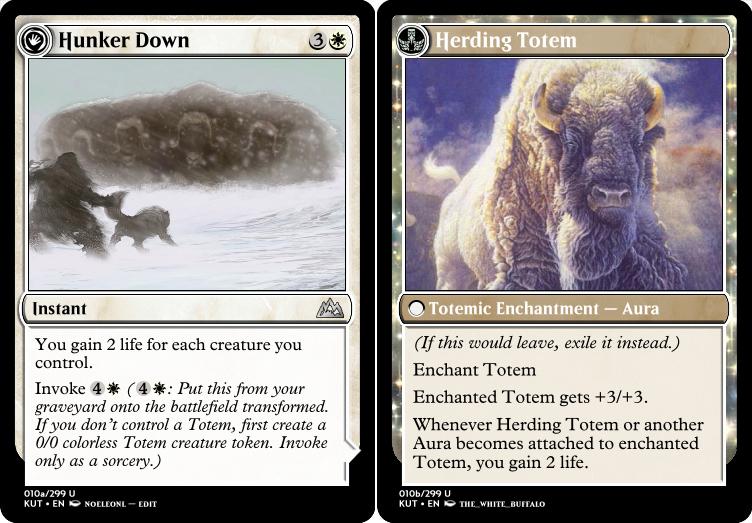 Hunker Down
3
Instant
You gain 2 life for each creature you
control.
Invoke 4 ( 4 : Put this from your
graveyard onto the battlefield transformed.
If you don't control a Totem, first create a
0/0 colorless Totem creature token. Invoke
only as a sorcery.)
010a/299 U
KUT • EN NOELEONL — EDIT
Herding Totem
Totemic Enchantment — Aura
(If this would leave, exile it instead.)
Enchant Totem
Enchanted Totem gets +3/+3.
Whenever Herding Totem or another
Aura becomes attached to enchanted
Totem, you gain 2 life.
010b/299 U
KUT • EN THE_WHITE_BUFFALO